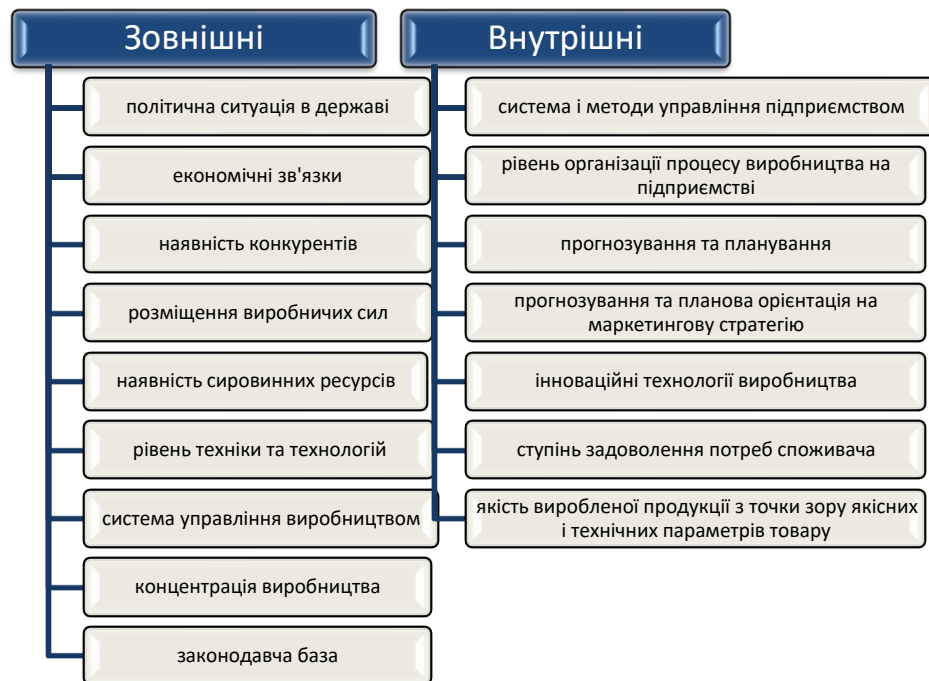 Зовнішні
політична ситуація в державі
економічні зв'язки
наявність конкурентів
розміщення виробничих сил
наявність сировинних ресурсів
рівень техніки та технологій
система управління виробництвом
концентрація виробництва
законодавча база
Внутрішні
система і методи управління підприємством
рівень організації процесу виробництва на
підприємстві
прогнозування та планування
прогнозування та планова орієнтація на
маркетингову стратегію
інноваційні технології виробництва
ступінь задоволення потреб споживача
якість виробленої продукції з точки зору якісних
і технічних параметрів товару